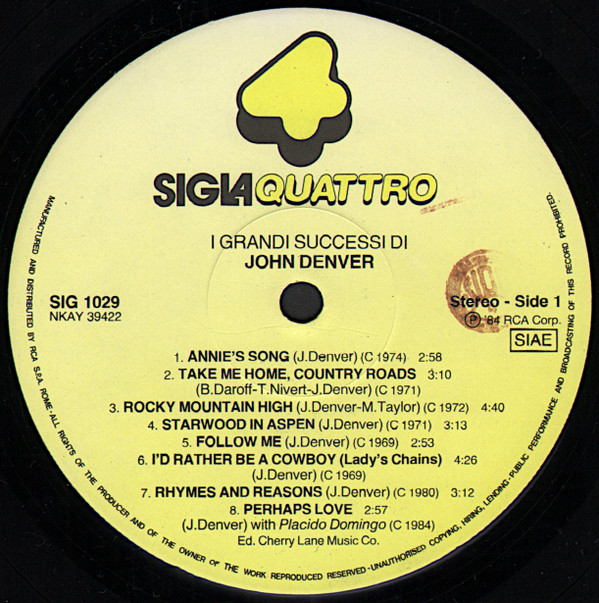 SIGLA QUATTRO
I GRANDI SUCCESSI DI
JOHN DENVER
SIG 1029
NKAY 39422
Stereo - Side 1
℗ '84 RCA Corp.
SIAE
1. ANNIE'S SONG (J.Denver) (C 1974) 2:58
2. TAKE ME HOME, COUNTRY ROADS 3:10
(B.Daroff-T.Nivert-J.Denver) (C 1971)
3. ROCKY MOUNTAIN HIGH (J.Denver-M.Taylor) (C 1972) 4:40
4. STARWOOD IN ASPEN (J.Denver) (C 1971) 3:13
5. FOLLOW ME (J.Denver) (C 1969) 2:53
6. I'D RATHER BE A COWBOY (Lady's Chains) 4:26
(J.Denver) (C 1969)
7. RHYMES AND REASONS (J.Denver) (C 1980) 3:12
8. PERHAPS LOVE 2:57
(J.Denver) with Placido Domingo (C 1984)
Ed. Cherry Lane Music Co.
MANUFACTURED AND DISTRIBUTED BY RCA S.P.A. ROME - ALL RIGHTS OF THE PRODUCER AND OF THE OWNER OF THE WORK REPRODUCED RESERVED - UNAUTHORISED COPYING, HIRING, LENDING - PUBLIC PERFORMANCE AND BROADCASTING OF THIS RECORD PROHIBITED.